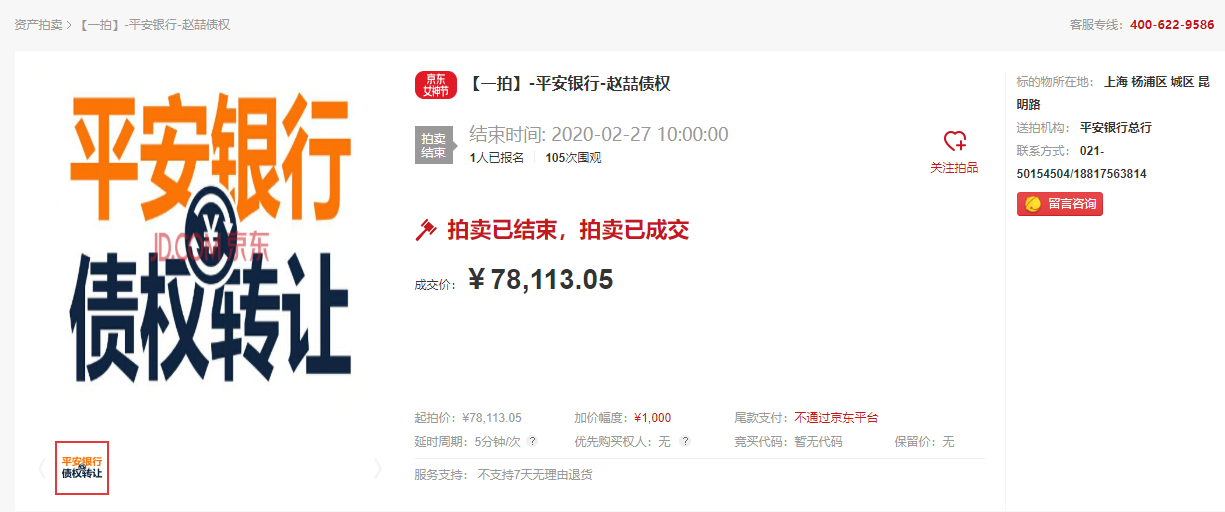 资产拍卖 > 【一拍】-平安银行-赵喆债权
客服专线：400-622-9586
平安银行
债权转让
¥
JD.COM 京东
平安银行
债权转让
京东
女神节
【一拍】-平安银行-赵喆债权
拍卖
结束
结束时间: 2020-02-27 10:00:00
1人已报名 105次围观
关注拍品
拍卖已结束，拍卖已成交
成交价： ¥ 78,113.05
起拍价：¥78,113.05 加价幅度：¥1,000 尾款支付：不通过京东平台
延时周期：5分钟/次 ? 优先购买权人：无 ? 竞买代码：暂无代码 保留价：无
服务支持： 不支持7天无理由退货
标的物所在地： 上海 杨浦区 城区 昆
明路
送拍机构： 平安银行总行
联系方式： 021-
50154504/18817563814
留言咨询